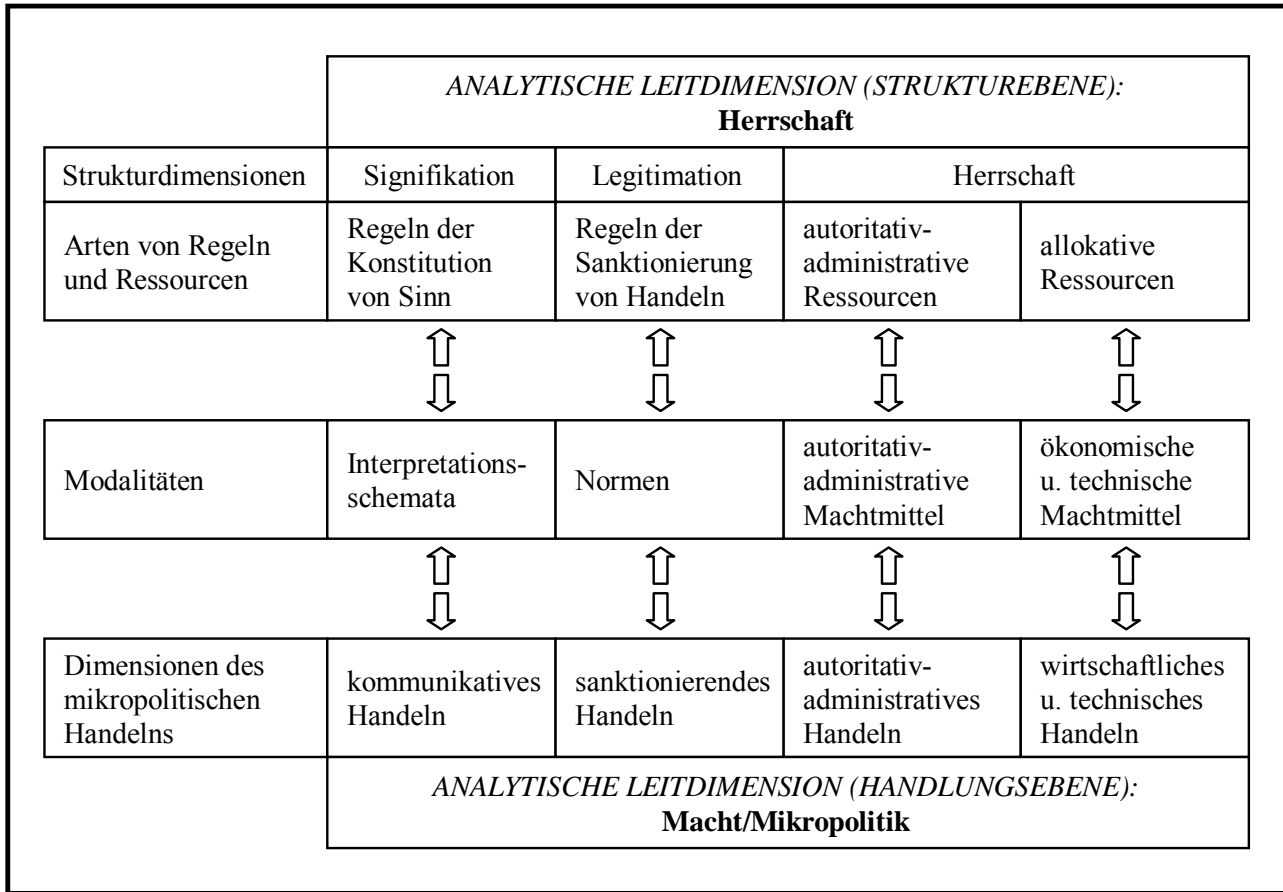 ANALYTISCHE LEITDIMENSION (STRUKTUREBENE):
Herrschaft
Strukturdimensionen
Signifikation
Legitimation
Herrschaft
Arten von Regeln
und Ressourcen
Regeln der
Konstitution
von Sinn
Regeln der
Sanktionierung
von Handeln
autoritativ-
administrative
Ressourcen
allokative
Ressourcen
Modalitäten
Interpretations-
schemata
Normen
autoritativ-
administrative
Machtmittel
ökonomische
u. technische
Machtmittel
Dimensionen des
mikropolitischen
Handelns
kommunikatives
Handeln
sanktionierendes
Handeln
autoritativ-
administratives
Handeln
wirtschaftliches
u. technisches
Handeln
ANALYTISCHE LEITDIMENSION (HANDLUNGSEBENE):
Macht/Mikropolitik